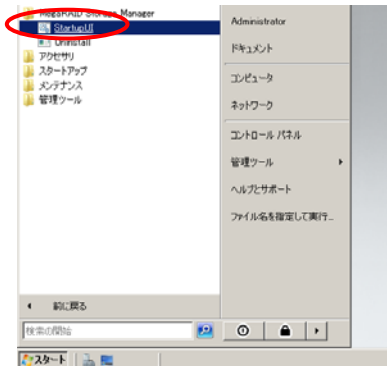 MegaRAID Storage Manager
StartupUI
Uninstall
アクセサリ
スタートアップ
メンテナンス
管理ツール
前に戻る
検索の開始
Administrator
ドキュメント
コンピュータ
ネットワーク
コントロール パネル
管理ツール
ヘルプとサポート
ファイル名を指定して実行...
スタート